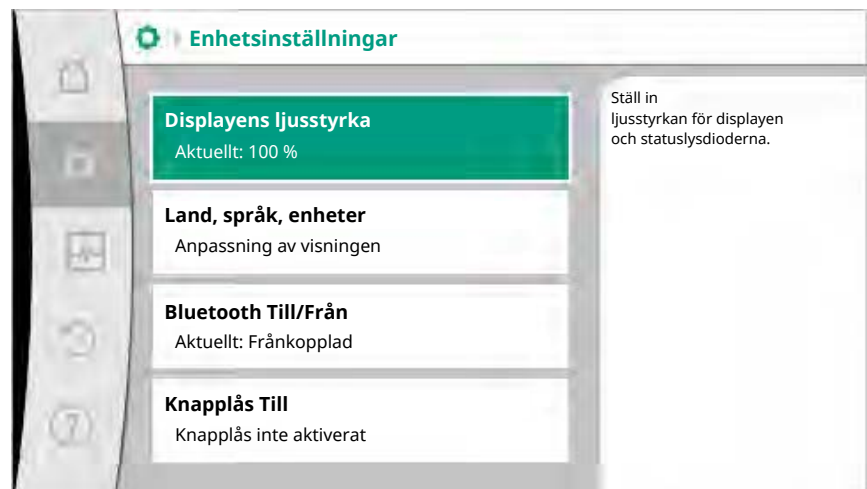 Enhetsinställningar
Displayens ljusstyrka
Aktuellt: 100 %
Land, språk, enheter
Anpassning av visningen
Bluetooth Till/Från
Aktuellt: Frånkopplad
Knapplås Till
Knapplås inte aktiverat
Ställ in
ljusstyrkan för displayen
och statuslysdioderna.